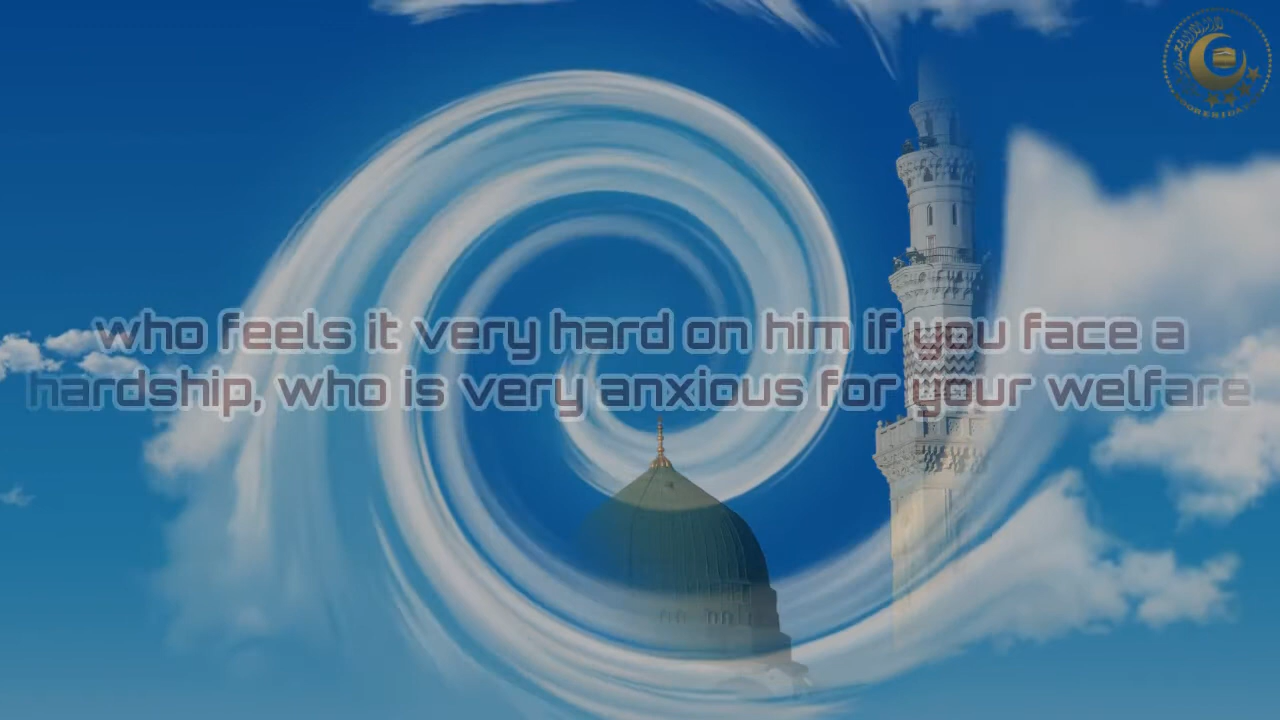 who feels it very hard on him if you face a
hardship, who is very anxious for your welfare